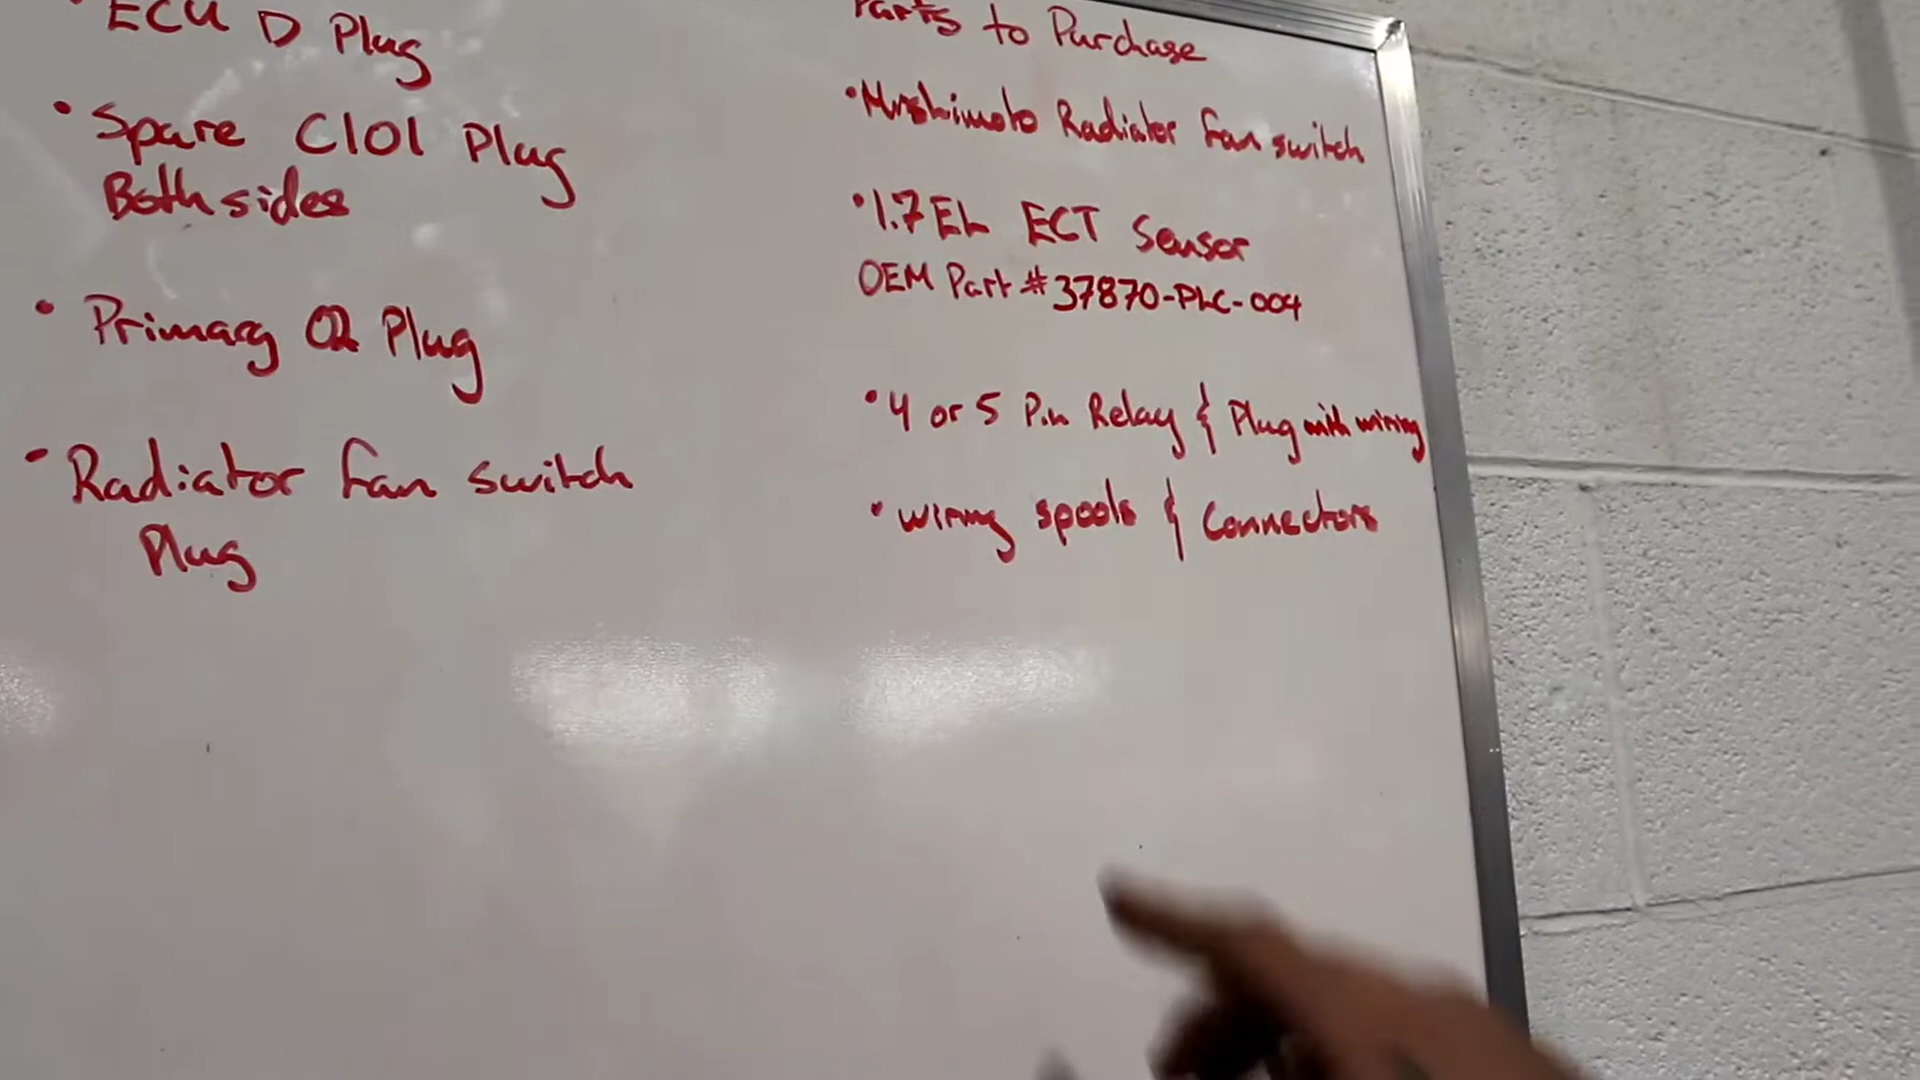 • ECU D Plug
• Spare C101 Plug
Both sides
• Primary O2 Plug
• Radiator fan switch
Plug
Parts to Purchase
• Mishimoto Radiator fan switch
• 1.7EL ECT Sensor
OEM Part # 37870-PLC-004
• 4 or 5 Pin Relay & Plug with wiring
• wiring spools & Connectors